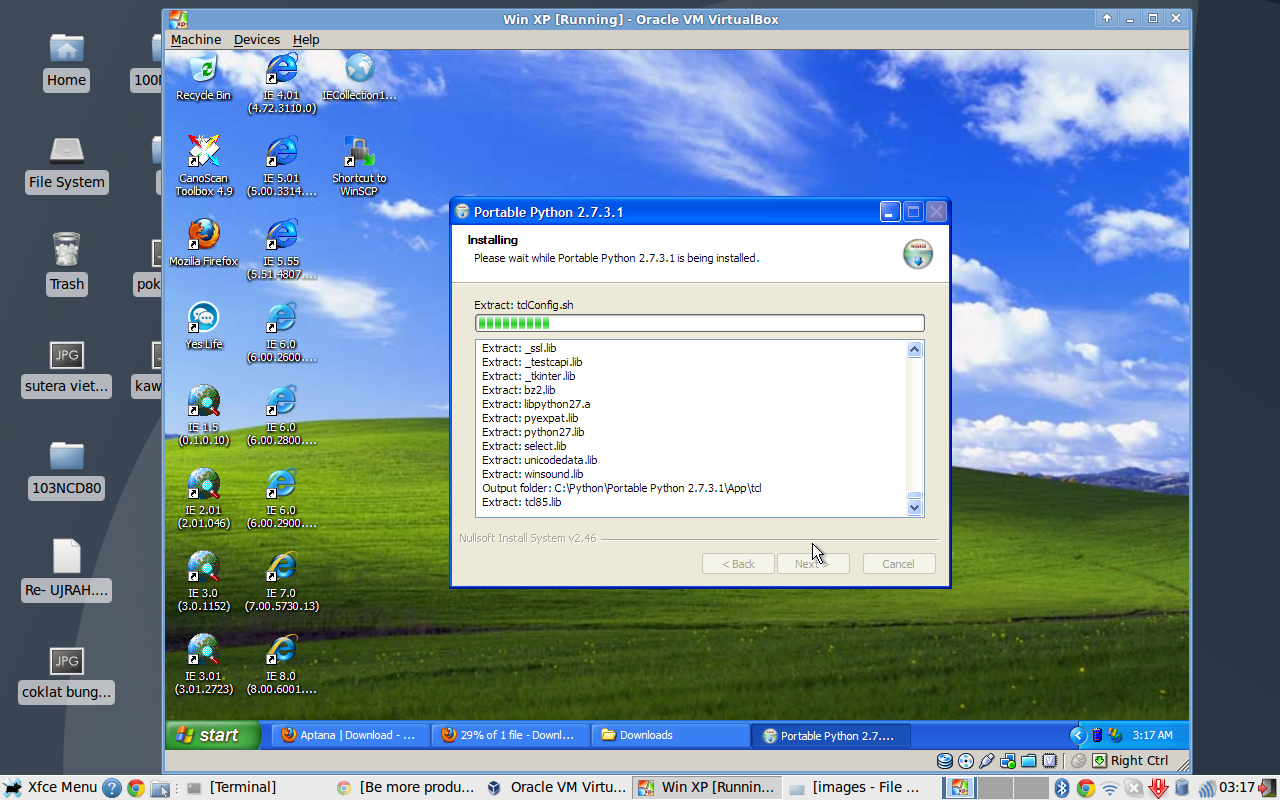 Win XP [Running] - Oracle VM VirtualBox
Machine Devices Help
Home
File System
Trash
JPG
sutera viet...
103NCD80
Re- UJRAH....
JPG
coklat bung...
pok
kaw
Recycle Bin
IE 4.01
(4.72.3110.0)
IECollection1...
CanoScan
Toolbox 4.9
IE 5.01
(5.00.3314....
Shortcut to
WinSCP
Mozilla Firefox
IE 5.55
(5.51.4807....
Yes Life
IE 6.0
(6.00.2600....
IE 1.5
(0.1.0.10)
IE 6.0
(6.00.2800....
IE 2.01
(2.01.046)
IE 6.0
(6.00.2900....
IE 3.0
(3.0.1152)
IE 7.0
(7.00.5730.13)
IE 3.01
(3.01.2723)
IE 8.0
(8.00.6001....
Portable Python 2.7.3.1
Installing
Please wait while Portable Python 2.7.3.1 is being installed.
Extract: tclConfig.sh
Extract: _ssl.lib
Extract: _testcapi.lib
Extract: _tkinter.lib
Extract: bz2.lib
Extract: libpython27.a
Extract: pyexpat.lib
Extract: python27.lib
Extract: select.lib
Extract: unicodedata.lib
Extract: winsound.lib
Output folder: C:\Python\Portable Python 2.7.3.1\App\tcl
Extract: tcl85.lib
Nullsoft Install System v2.46
< Back
Next >
Cancel
start
Aptana | Download - ...
29% of 1 file - Downl...
Downloads
Portable Python 2.7....
3:17 AM
Right Ctrl
Xfce Menu
[Terminal]
[Be more produ...
Oracle VM Virtu...
Win XP [Runnin...
[images - File ...
03:17